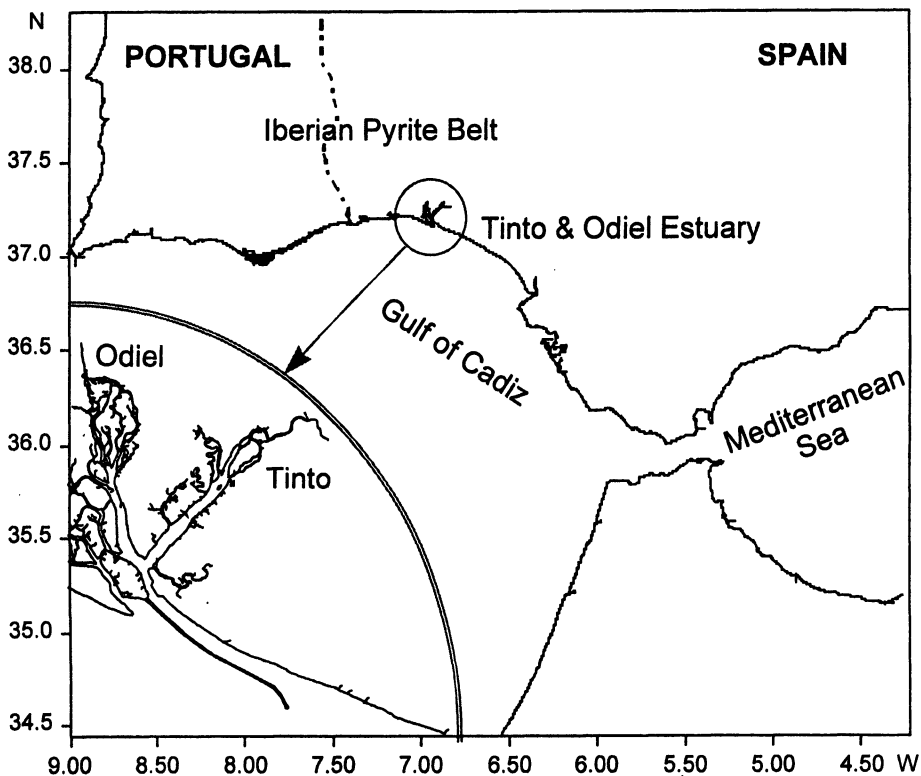 N
38.0
PORTUGAL
SPAIN
Iberian Pyrite Belt
37.5
Tinto & Odiel Estuary
37.0
Gulf of Cadiz
36.5
Odiel
Mediterranean
Sea
36.0
Tinto
35.5
35.0
34.5
9.00 8.50 8.00 7.50 7.00 6.50 6.00 5.50 5.00 4.50 W